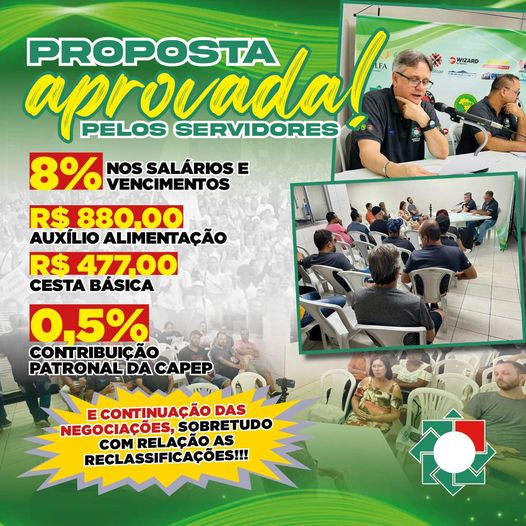 PROPOSTA
aprovada!
PELOS SERVIDORES
8% NOS SALÁRIOS E
VENCIMENTOS
R$ 880,00
AUXÍLIO ALIMENTAÇÃO
R$ 477,00
CESTA BÁSICA
0,5%
CONTRIBUIÇÃO
PATRONAL DA CAPEP
E CONTINUAÇÃO DAS
NEGOCIAÇÕES, SOBRETUDO
COM RELAÇÃO AS
RECLASSIFICAÇÕES!!!
WIZARD